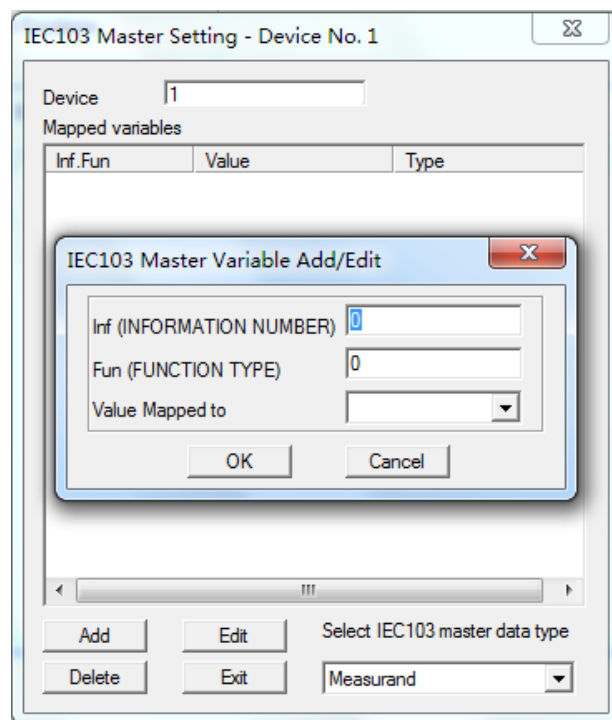 IEC103 Master Setting - Device No. 1
Device 1
Mapped variables
Inf.Fun Value Type
IEC103 Master Variable Add/Edit
Inf (INFORMATION NUMBER) 0
Fun (FUNCTION TYPE) 0
Value Mapped to
OK Cancel
Add Edit Select IEC103 master data type
Delete Exit Measurand